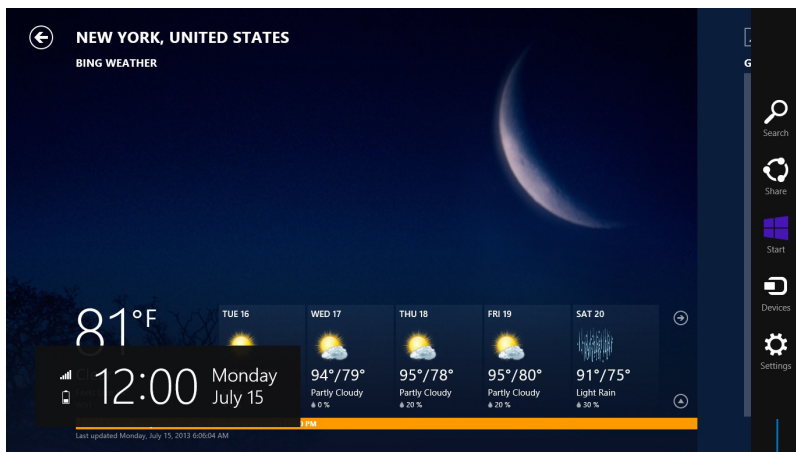 NEW YORK, UNITED STATES
BING WEATHER
G
Search
Share
Start
Devices
Settings
81°F
TUE 16
WED 17
94°/79°
Partly Cloudy
0 %
THU 18
95°/78°
Partly Cloudy
20 %
FRI 19
95°/80°
Partly Cloudy
20 %
SAT 20
91°/75°
Light Rain
30 %
12:00
Monday
July 15
PM
Last updated Monday, July 15, 2013 6:06:04 AM